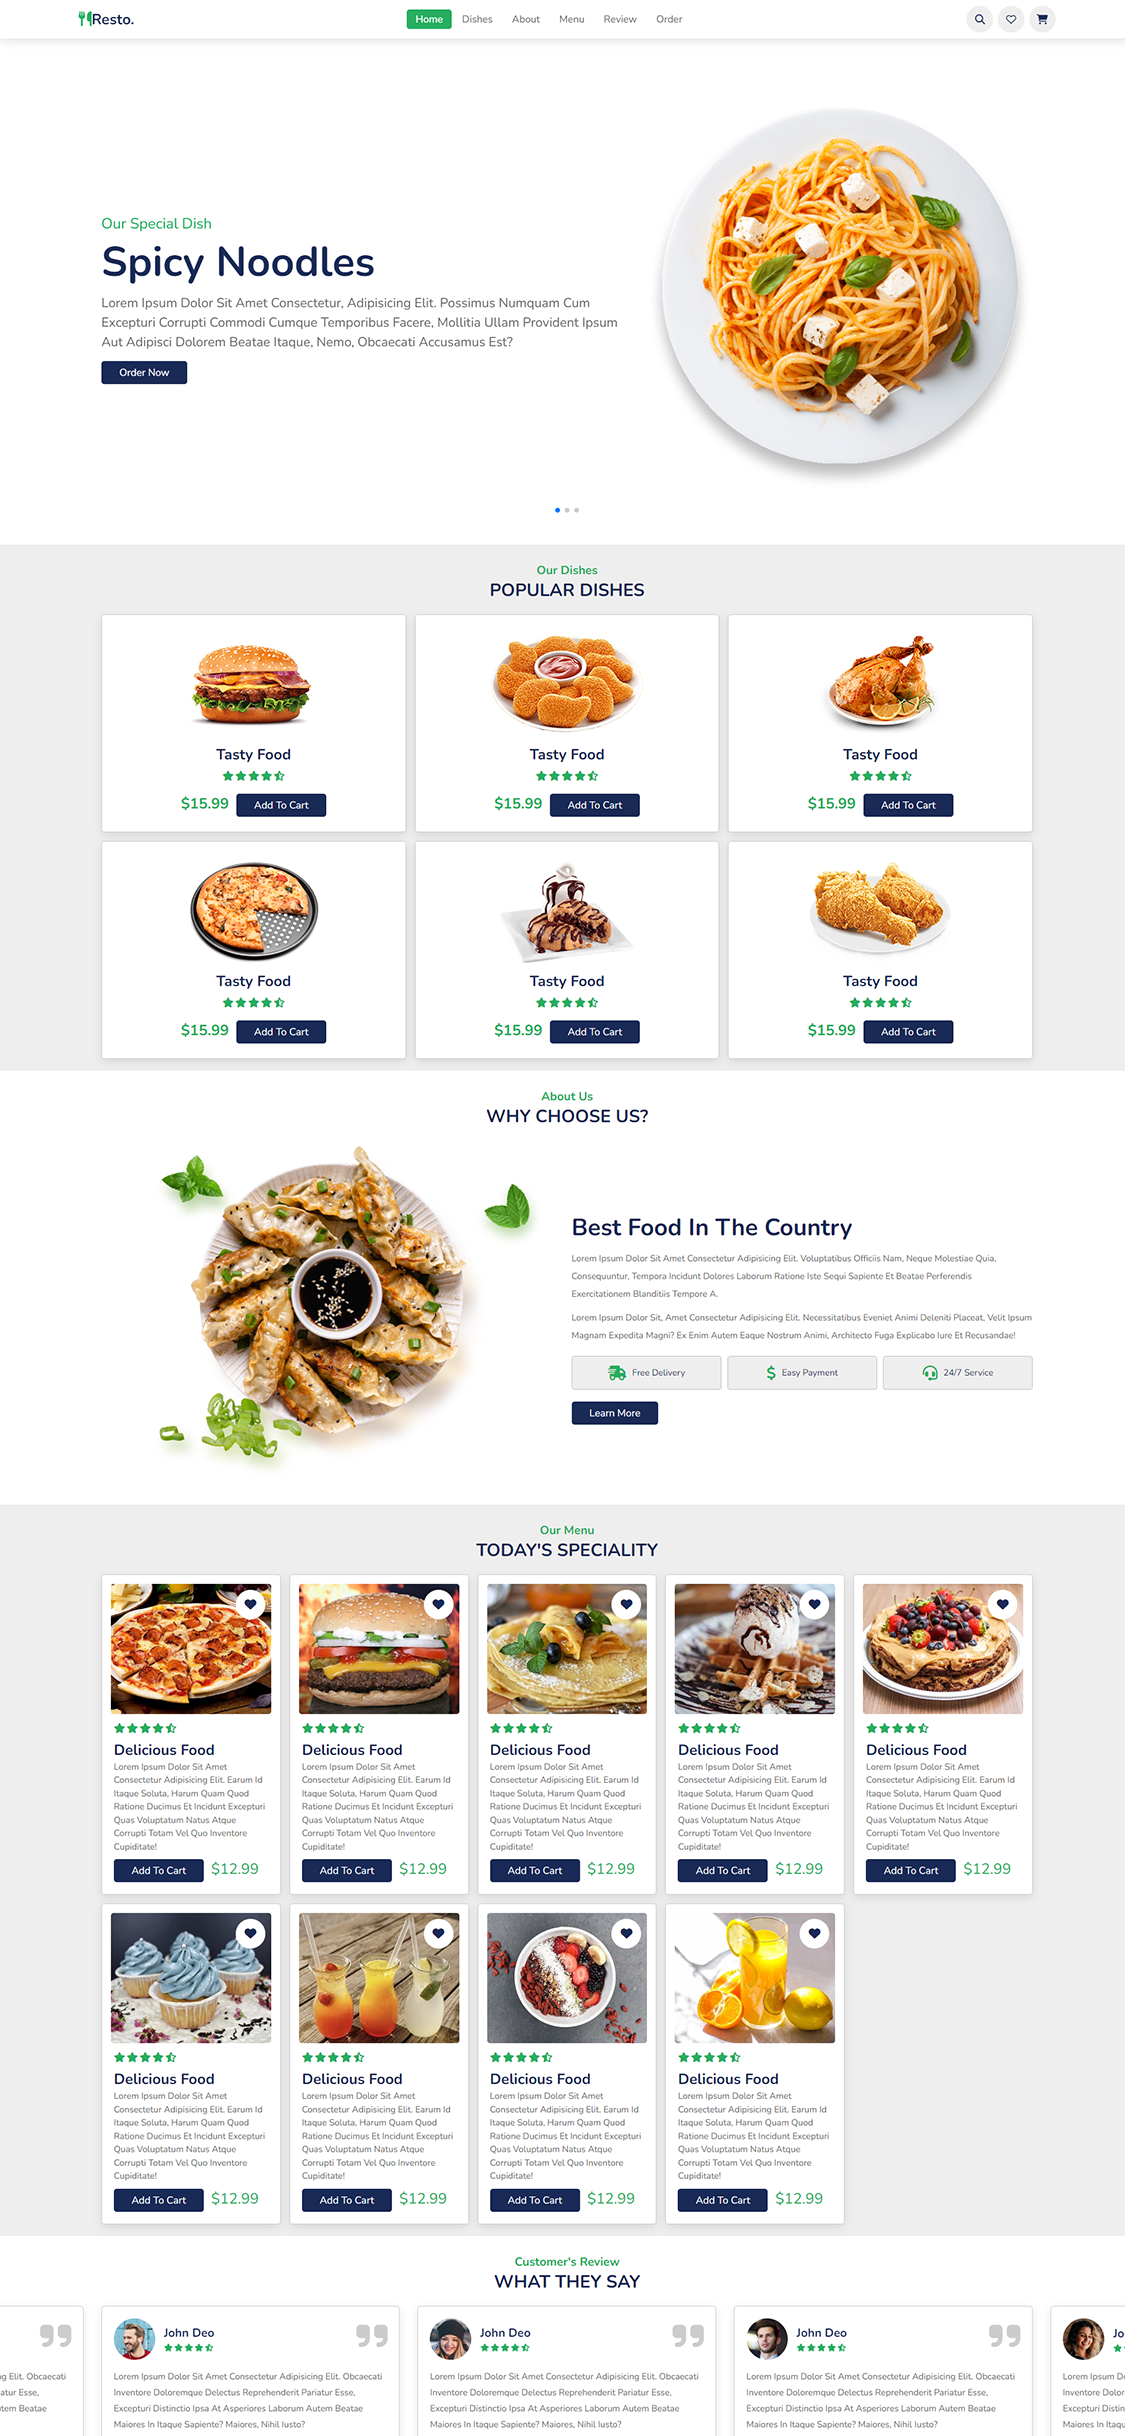 Resto.
Home Dishes About Menu Review Order
Our Special Dish
Spicy Noodles
Lorem Ipsum Dolor Sit Amet Consectetur, Adipisicing Elit. Possimus Numquam Cum
Excepturi Corrupti Commodi Cumque Temporibus Facere, Mollitia Ullam Provident Ipsum
Aut Adipisci Dolorem Beatae Itaque, Nemo, Obcaecati Accusamus Est?
Order Now
Our Dishes
POPULAR DISHES
Tasty Food Tasty Food Tasty Food
$15.99 Add To Cart $15.99 Add To Cart $15.99 Add To Cart
Tasty Food Tasty Food Tasty Food
$15.99 Add To Cart $15.99 Add To Cart $15.99 Add To Cart
About Us
WHY CHOOSE US?
Best Food In The Country
Lorem Ipsum Dolor Sit Amet Consectetur Adipisicing Elit. Voluptatibus Officiis Nam, Neque Molestiae Quia,
Consequuntur, Tempora Incidunt Dolores Laborum Ratione Iste Sequi Sapiente Et Beatae Perferendis
Exercitationem Blanditiis Tempore A.
Lorem Ipsum Dolor Sit, Amet Consectetur Adipisicing Elit. Necessitatibus Eveniet Animi Deleniti Placeat, Velit Ipsum
Magnam Expedita Magni? Ex Enim Autem Eaque Nostrum Animi, Architecto Fuga Explicabo Iure Et Recusandae!
Free Delivery Easy Payment 24/7 Service
Learn More
Our Menu
TODAY'S SPECIALITY
Delicious Food
Lorem Ipsum Dolor Sit Amet
Consectetur Adipisicing Elit. Earum Id
Itaque Soluta, Harum Quam Quod
Ratione Ducimus Et Incidunt Excepturi
Quas Voluptatum Natus Atque
Corrupti Totam Vel Quo Inventore
Cupiditate!
Add To Cart $12.99
Delicious Food
Lorem Ipsum Dolor Sit Amet
Consectetur Adipisicing Elit. Earum Id
Itaque Soluta, Harum Quam Quod
Ratione Ducimus Et Incidunt Excepturi
Quas Voluptatum Natus Atque
Corrupti Totam Vel Quo Inventore
Cupiditate!
Add To Cart $12.99
Delicious Food
Lorem Ipsum Dolor Sit Amet
Consectetur Adipisicing Elit. Earum Id
Itaque Soluta, Harum Quam Quod
Ratione Ducimus Et Incidunt Excepturi
Quas Voluptatum Natus Atque
Corrupti Totam Vel Quo Inventore
Cupiditate!
Add To Cart $12.99
Delicious Food
Lorem Ipsum Dolor Sit Amet
Consectetur Adipisicing Elit. Earum Id
Itaque Soluta, Harum Quam Quod
Ratione Ducimus Et Incidunt Excepturi
Quas Voluptatum Natus Atque
Corrupti Totam Vel Quo Inventore
Cupiditate!
Add To Cart $12.99
Delicious Food
Lorem Ipsum Dolor Sit Amet
Consectetur Adipisicing Elit. Earum Id
Itaque Soluta, Harum Quam Quod
Ratione Ducimus Et Incidunt Excepturi
Quas Voluptatum Natus Atque
Corrupti Totam Vel Quo Inventore
Cupiditate!
Add To Cart $12.99
Delicious Food
Lorem Ipsum Dolor Sit Amet
Consectetur Adipisicing Elit. Earum Id
Itaque Soluta, Harum Quam Quod
Ratione Ducimus Et Incidunt Excepturi
Quas Voluptatum Natus Atque
Corrupti Totam Vel Quo Inventore
Cupiditate!
Add To Cart $12.99
Delicious Food
Lorem Ipsum Dolor Sit Amet
Consectetur Adipisicing Elit. Earum Id
Itaque Soluta, Harum Quam Quod
Ratione Ducimus Et Incidunt Excepturi
Quas Voluptatum Natus Atque
Corrupti Totam Vel Quo Inventore
Cupiditate!
Add To Cart $12.99
Delicious Food
Lorem Ipsum Dolor Sit Amet
Consectetur Adipisicing Elit. Earum Id
Itaque Soluta, Harum Quam Quod
Ratione Ducimus Et Incidunt Excepturi
Quas Voluptatum Natus Atque
Corrupti Totam Vel Quo Inventore
Cupiditate!
Add To Cart $12.99
Delicious Food
Lorem Ipsum Dolor Sit Amet
Consectetur Adipisicing Elit. Earum Id
Itaque Soluta, Harum Quam Quod
Ratione Ducimus Et Incidunt Excepturi
Quas Voluptatum Natus Atque
Corrupti Totam Vel Quo Inventore
Cupiditate!
Add To Cart $12.99
Customer's Review
WHAT THEY SAY
g Elit. Obcaecati
atur Esse,
utem Beatae
John Deo
Lorem Ipsum Dolor Sit Amet Consectetur Adipisicing Elit. Obcaecati
Inventore Doloremque Delectus Reprehenderit Pariatur Esse,
Excepturi Distinctio Ipsa At Asperiores Laborum Autem Beatae
Maiores In Itaque Sapiente? Maiores, Nihil Iusto?
John Deo
Lorem Ipsum Dolor Sit Amet Consectetur Adipisicing Elit. Obcaecati
Inventore Doloremque Delectus Reprehenderit Pariatur Esse,
Excepturi Distinctio Ipsa At Asperiores Laborum Autem Beatae
Maiores In Itaque Sapiente? Maiores, Nihil Iusto?
John Deo
Lorem Ipsum Dolor Sit Amet Consectetur Adipisicing Elit. Obcaecati
Inventore Doloremque Delectus Reprehenderit Pariatur Esse,
Excepturi Distinctio Ipsa At Asperiores Laborum Autem Beatae
Maiores In Itaque Sapiente? Maiores, Nihil Iusto?
Jo
Lorem Ipsum D
Inventore Dol
Excepturi Disti
Maiores In Ita